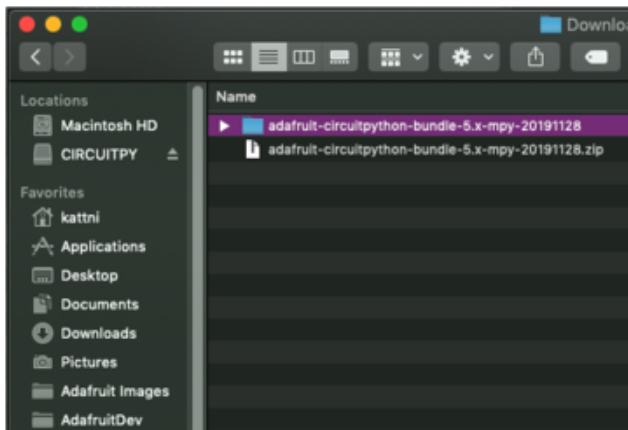 Downloa
Locations
Macintosh HD
CIRCUITPY
Favorites
kattni
Applications
Desktop
Documents
Downloads
Pictures
Adafruit Images
AdafruitDev
Name
adafruit-circuitpython-bundle-5.x-mpy-20191128
adafruit-circuitpython-bundle-5.x-mpy-20191128.zip